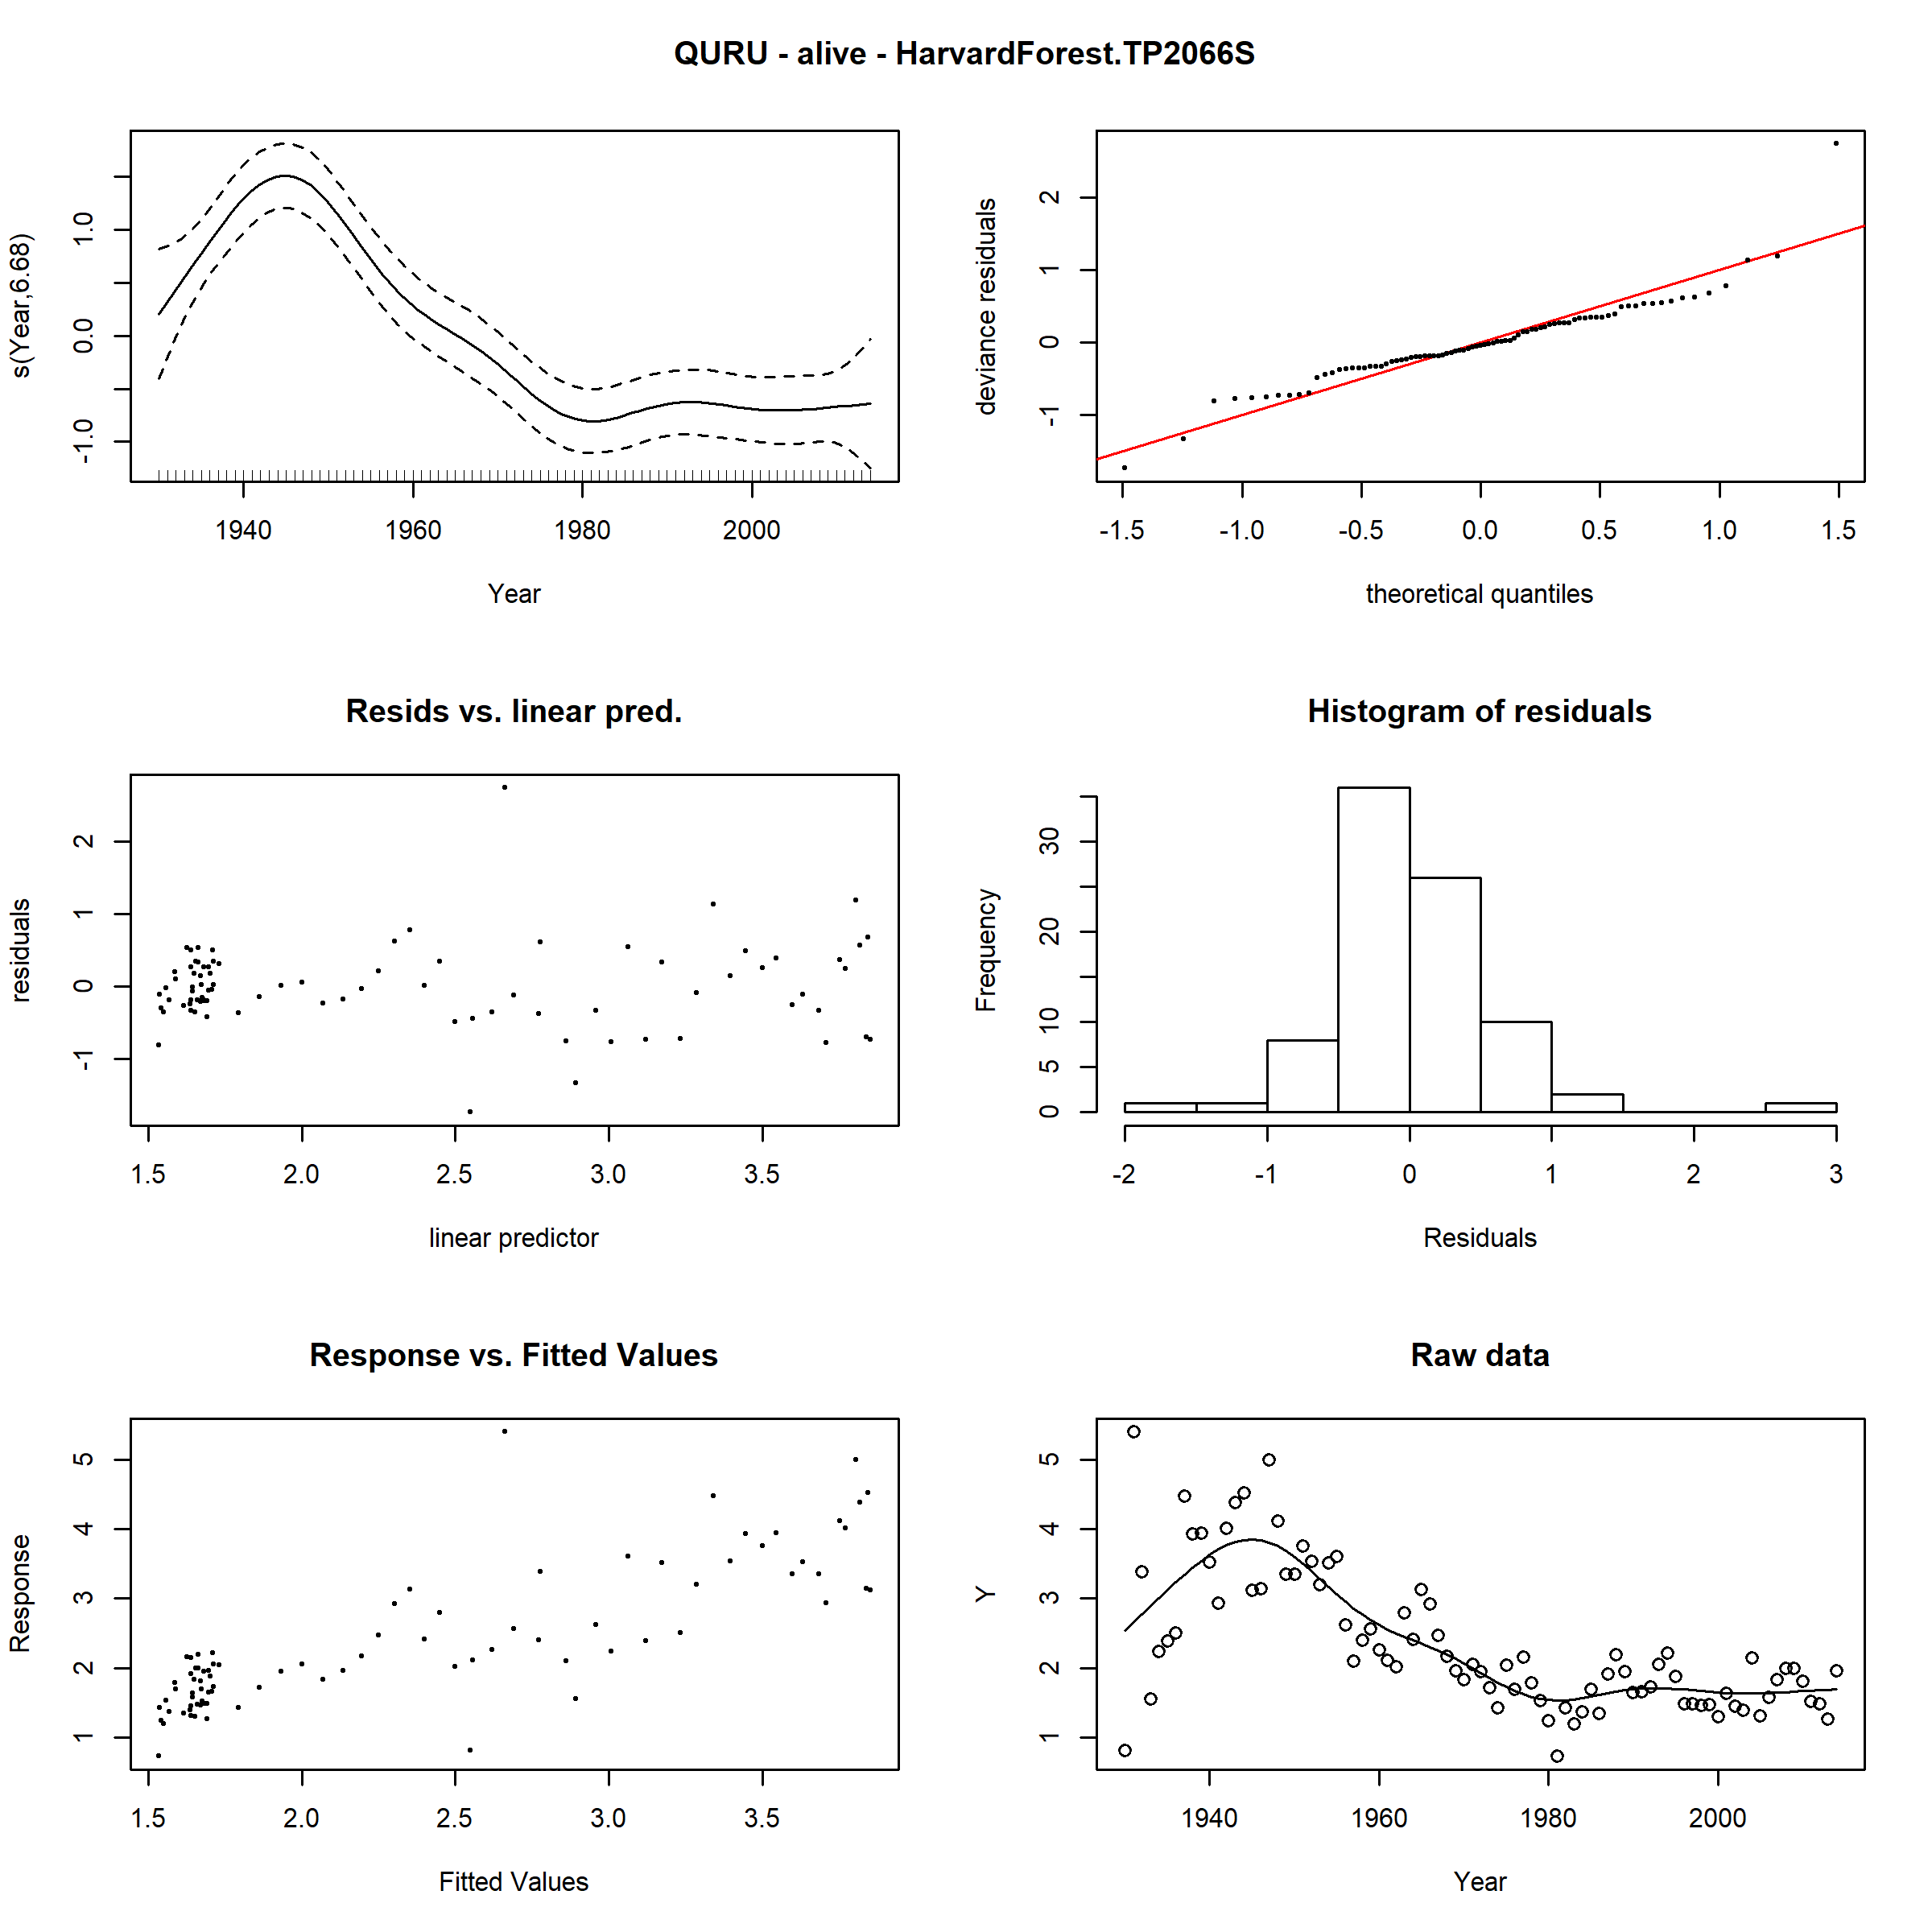 QURU - alive - HarvardForest.TP2066S
s(Year,6.68)
-1.0 0.0 1.0
1940 1960 1980 2000
Year
deviance residuals
-1 0 1 2
-1.5 -1.0 -0.5 0.0 0.5 1.0 1.5
theoretical quantiles
Resids vs. linear pred.
residuals
-1 0 1 2
1.5 2.0 2.5 3.0 3.5
linear predictor
Histogram of residuals
Frequency
0 5 10 20 30
-2 -1 0 1 2 3
Residuals
Response vs. Fitted Values
Response
1 2 3 4 5
1.5 2.0 2.5 3.0 3.5
Fitted Values
Raw data
Y
1 2 3 4 5
1940 1960 1980 2000
Year